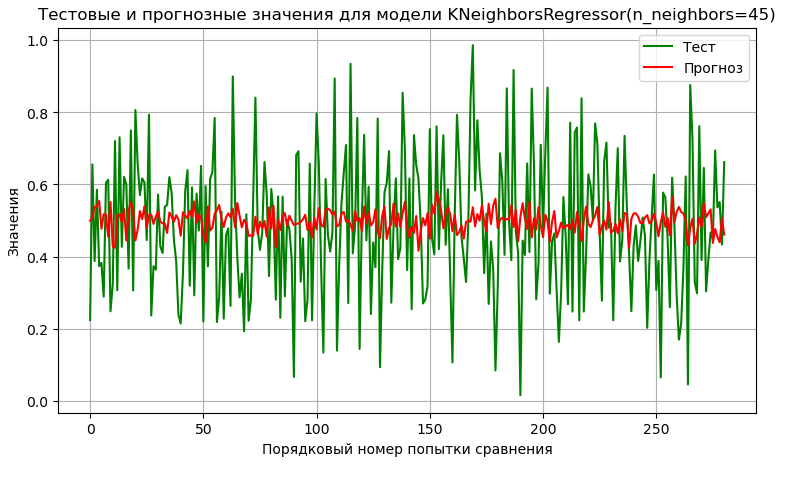 Тестовые и прогнозные значения для модели KNeighborsRegressor(n_neighbors=45)
1.0
0.8
0.6
0.4
0.2
0.0
Значения
Тест
Прогноз
0 50 100 150 200 250
Порядковый номер попытки сравнения